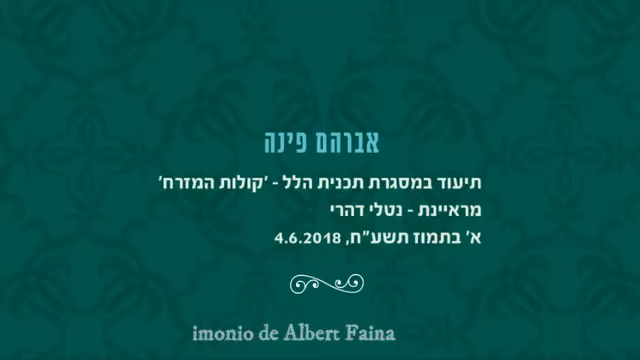 אברהם פינה
תיעוד במסגרת תכנית הלל - 'קולות המזרח'
מראיינת - נטלי דהרי
א' בתמוז תשע"ח, 4.6.2018
imonio de Albert Faina